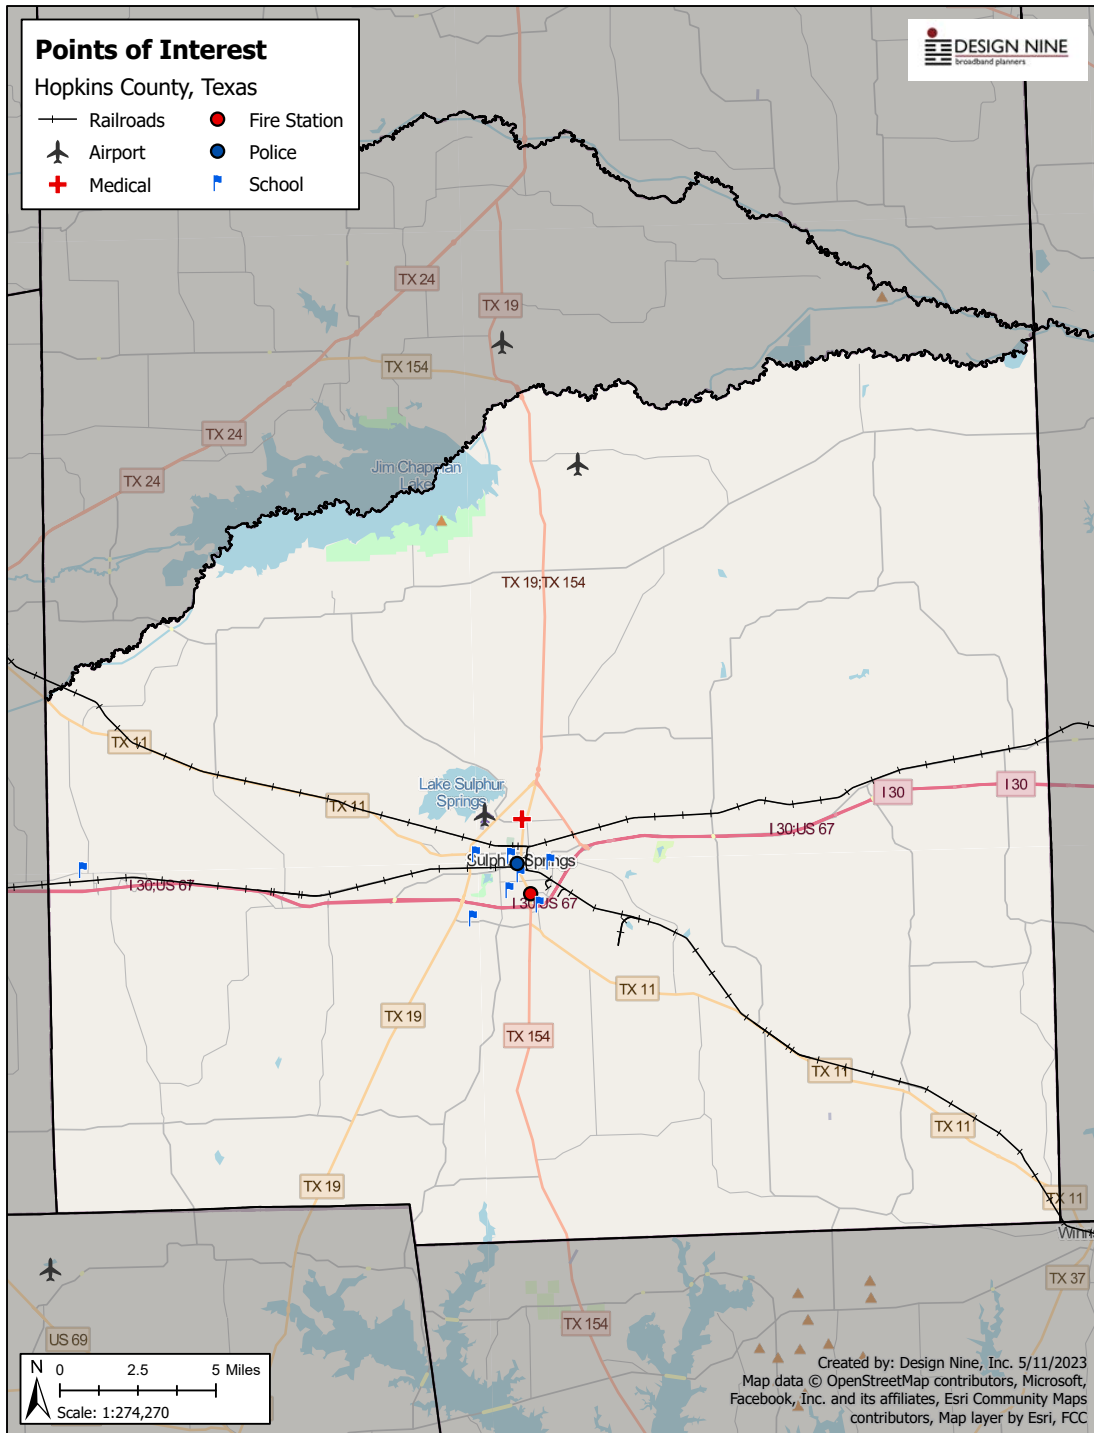 Points of Interest
Hopkins County, Texas
Railroads
Fire Station
Airport
Police
Medical
School
DESIGN NINE
broadband planners
TX 24
TX 19
TX 154
TX 24
TX 24
Jim Chapman
Lake
TX 19;TX 154
TX 11
Lake Sulphur
Springs
TX 11
I 30
I 30
I 30;US 67
Sulphur Springs
I 30;US 67
I 30;US 67
TX 11
TX 19
TX 154
TX 11
TX 11
TX 19
TX 11
TX 37
TX 154
US 69
N
0 2.5 5 Miles
Scale: 1:274,270
Created by: Design Nine, Inc. 5/11/2023
Map data © OpenStreetMap contributors, Microsoft,
Facebook, Inc. and its affiliates, Esri Community Maps
contributors, Map layer by Esri, FCC